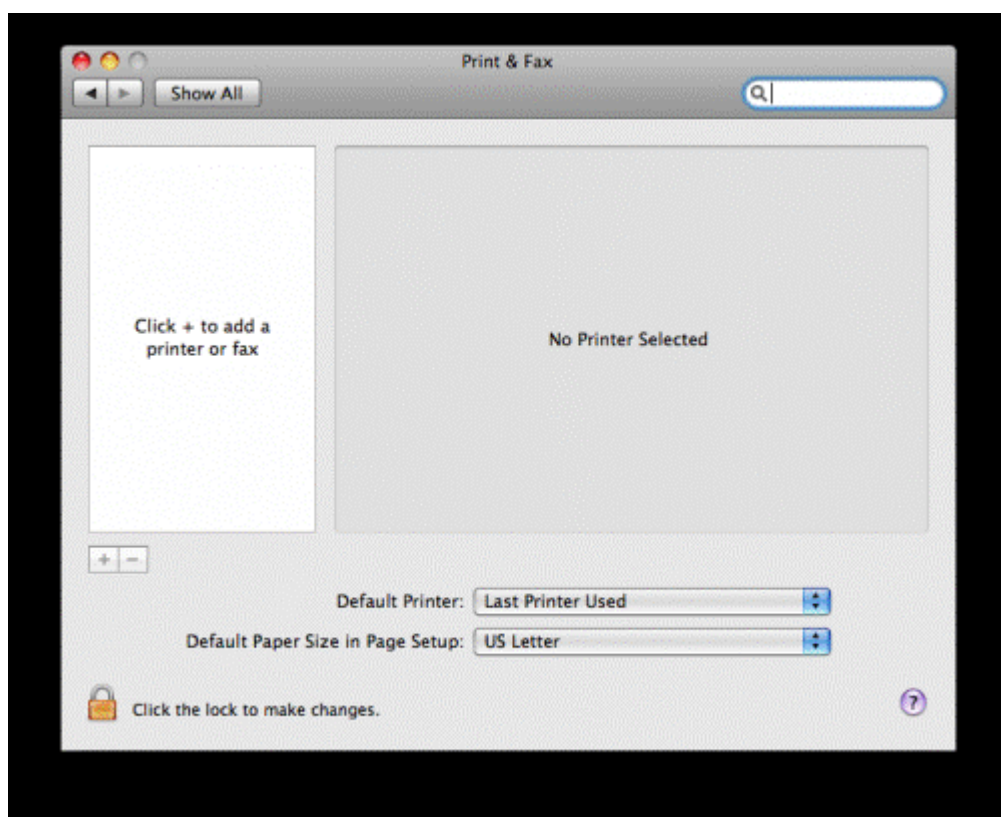 Print & Fax
Show All
Click + to add a
printer or fax
No Printer Selected
+ −
Default Printer: Last Printer Used
Default Paper Size in Page Setup: US Letter
Click the lock to make changes.
?